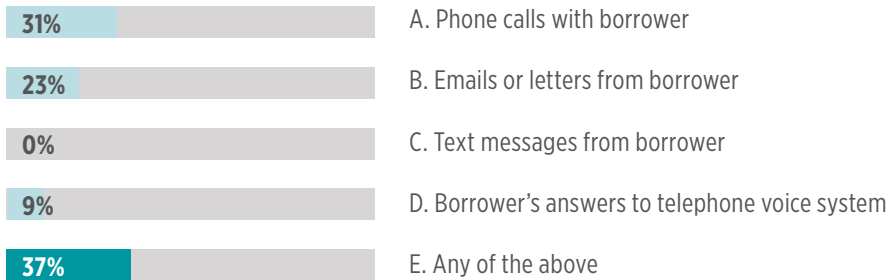 31% A. Phone calls with borrower
23% B. Emails or letters from borrower
0% C. Text messages from borrower
9% D. Borrower's answers to telephone voice system
37% E. Any of the above